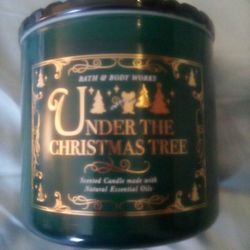 BATH & BODY WORKS
UNDER THE
CHRISTMAS TREE
Scented Candle made with
Natural Essential Oils